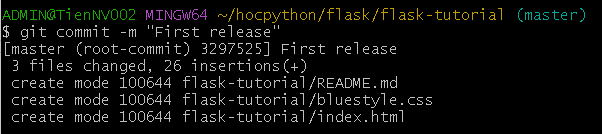 ADMIN@TienNV002 MINGW64 ~/hocpython/flask/flask-tutorial (master)
$ git commit -m "First release"
[master (root-commit) 3297525] First release
 3 files changed, 26 insertions(+)
 create mode 100644 flask-tutorial/README.md
 create mode 100644 flask-tutorial/bluestyle.css
 create mode 100644 flask-tutorial/index.html